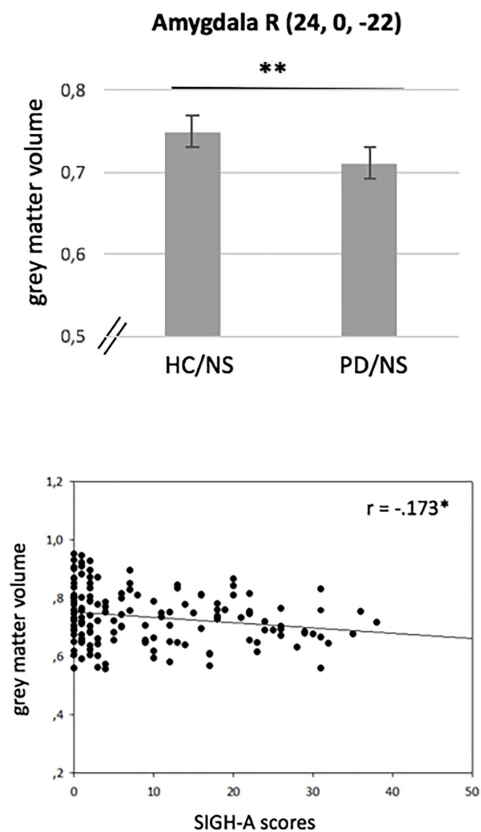 Amygdala R (24, 0, -22)
**
0,8
0,7
0,6
0,5
grey matter volume
HC/NS PD/NS
1,2
1,0
,8
,6
,4
,2
grey matter volume
r = -.173*
0 10 20 30 40 50
SIGH-A scores